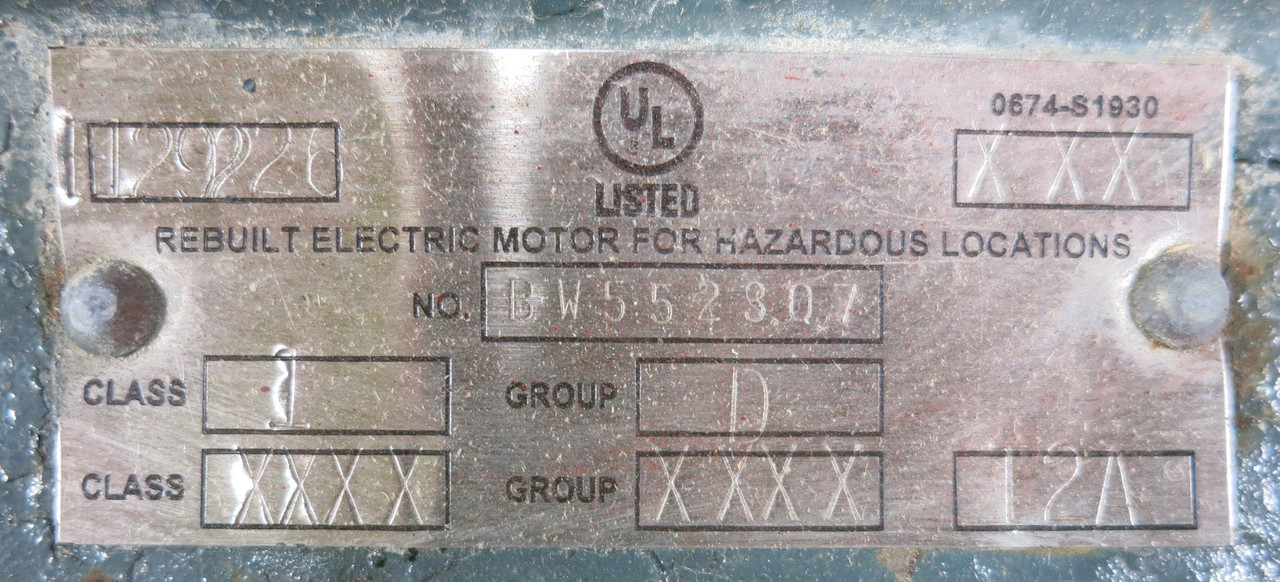 UL
LISTED
0674-S1930
X XX
REBUILT ELECTRIC MOTOR FOR HAZARDOUS LOCATIONS
NO. BW552307
CLASS 1 GROUP D
CLASS XXXX GROUP XXXX T2A